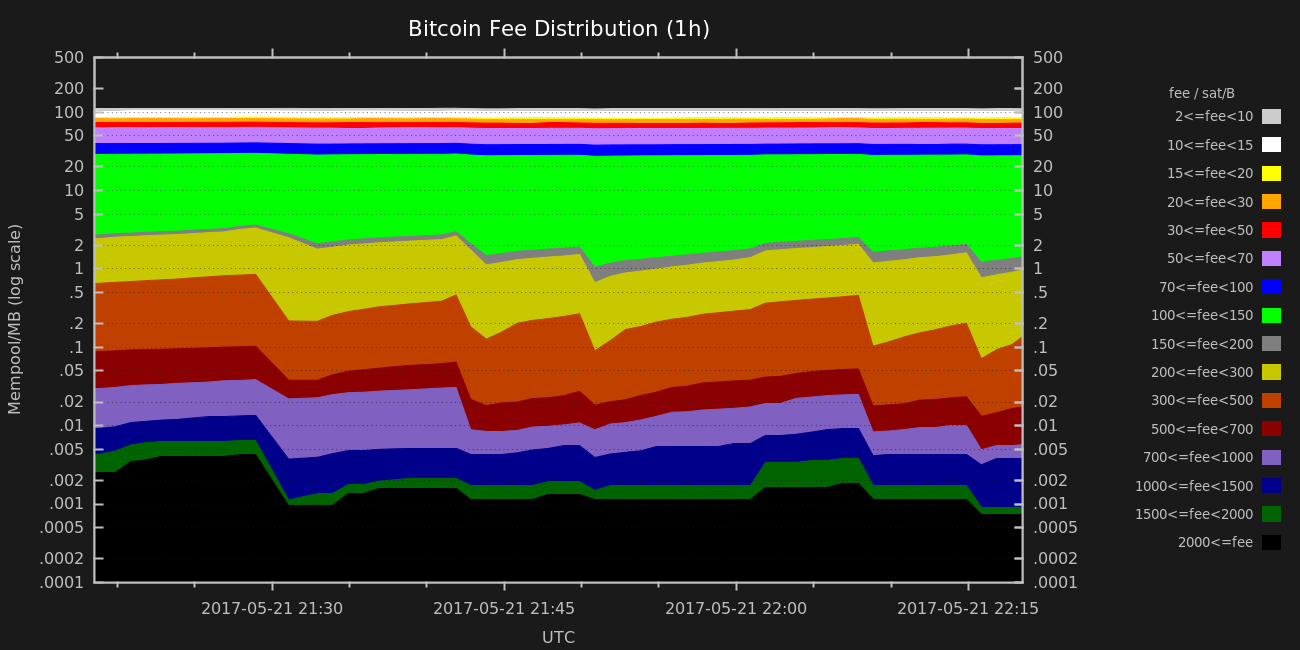 Bitcoin Fee Distribution (1h)
Mempool/MB (log scale)
500
200
100
50
20
10
5
2
1
.5
.2
.1
.05
.02
.01
.005
.002
.001
.0005
.0002
.0001
500
200
100
50
20
10
5
2
1
.5
.2
.1
.05
.02
.01
.005
.002
.001
.0005
.0002
.0001
2017-05-21 21:30
2017-05-21 21:45
2017-05-21 22:00
2017-05-21 22:15
UTC
fee / sat/B
2<=fee<10
10<=fee<15
15<=fee<20
20<=fee<30
30<=fee<50
50<=fee<70
70<=fee<100
100<=fee<150
150<=fee<200
200<=fee<300
300<=fee<500
500<=fee<700
700<=fee<1000
1000<=fee<1500
1500<=fee<2000
2000<=fee